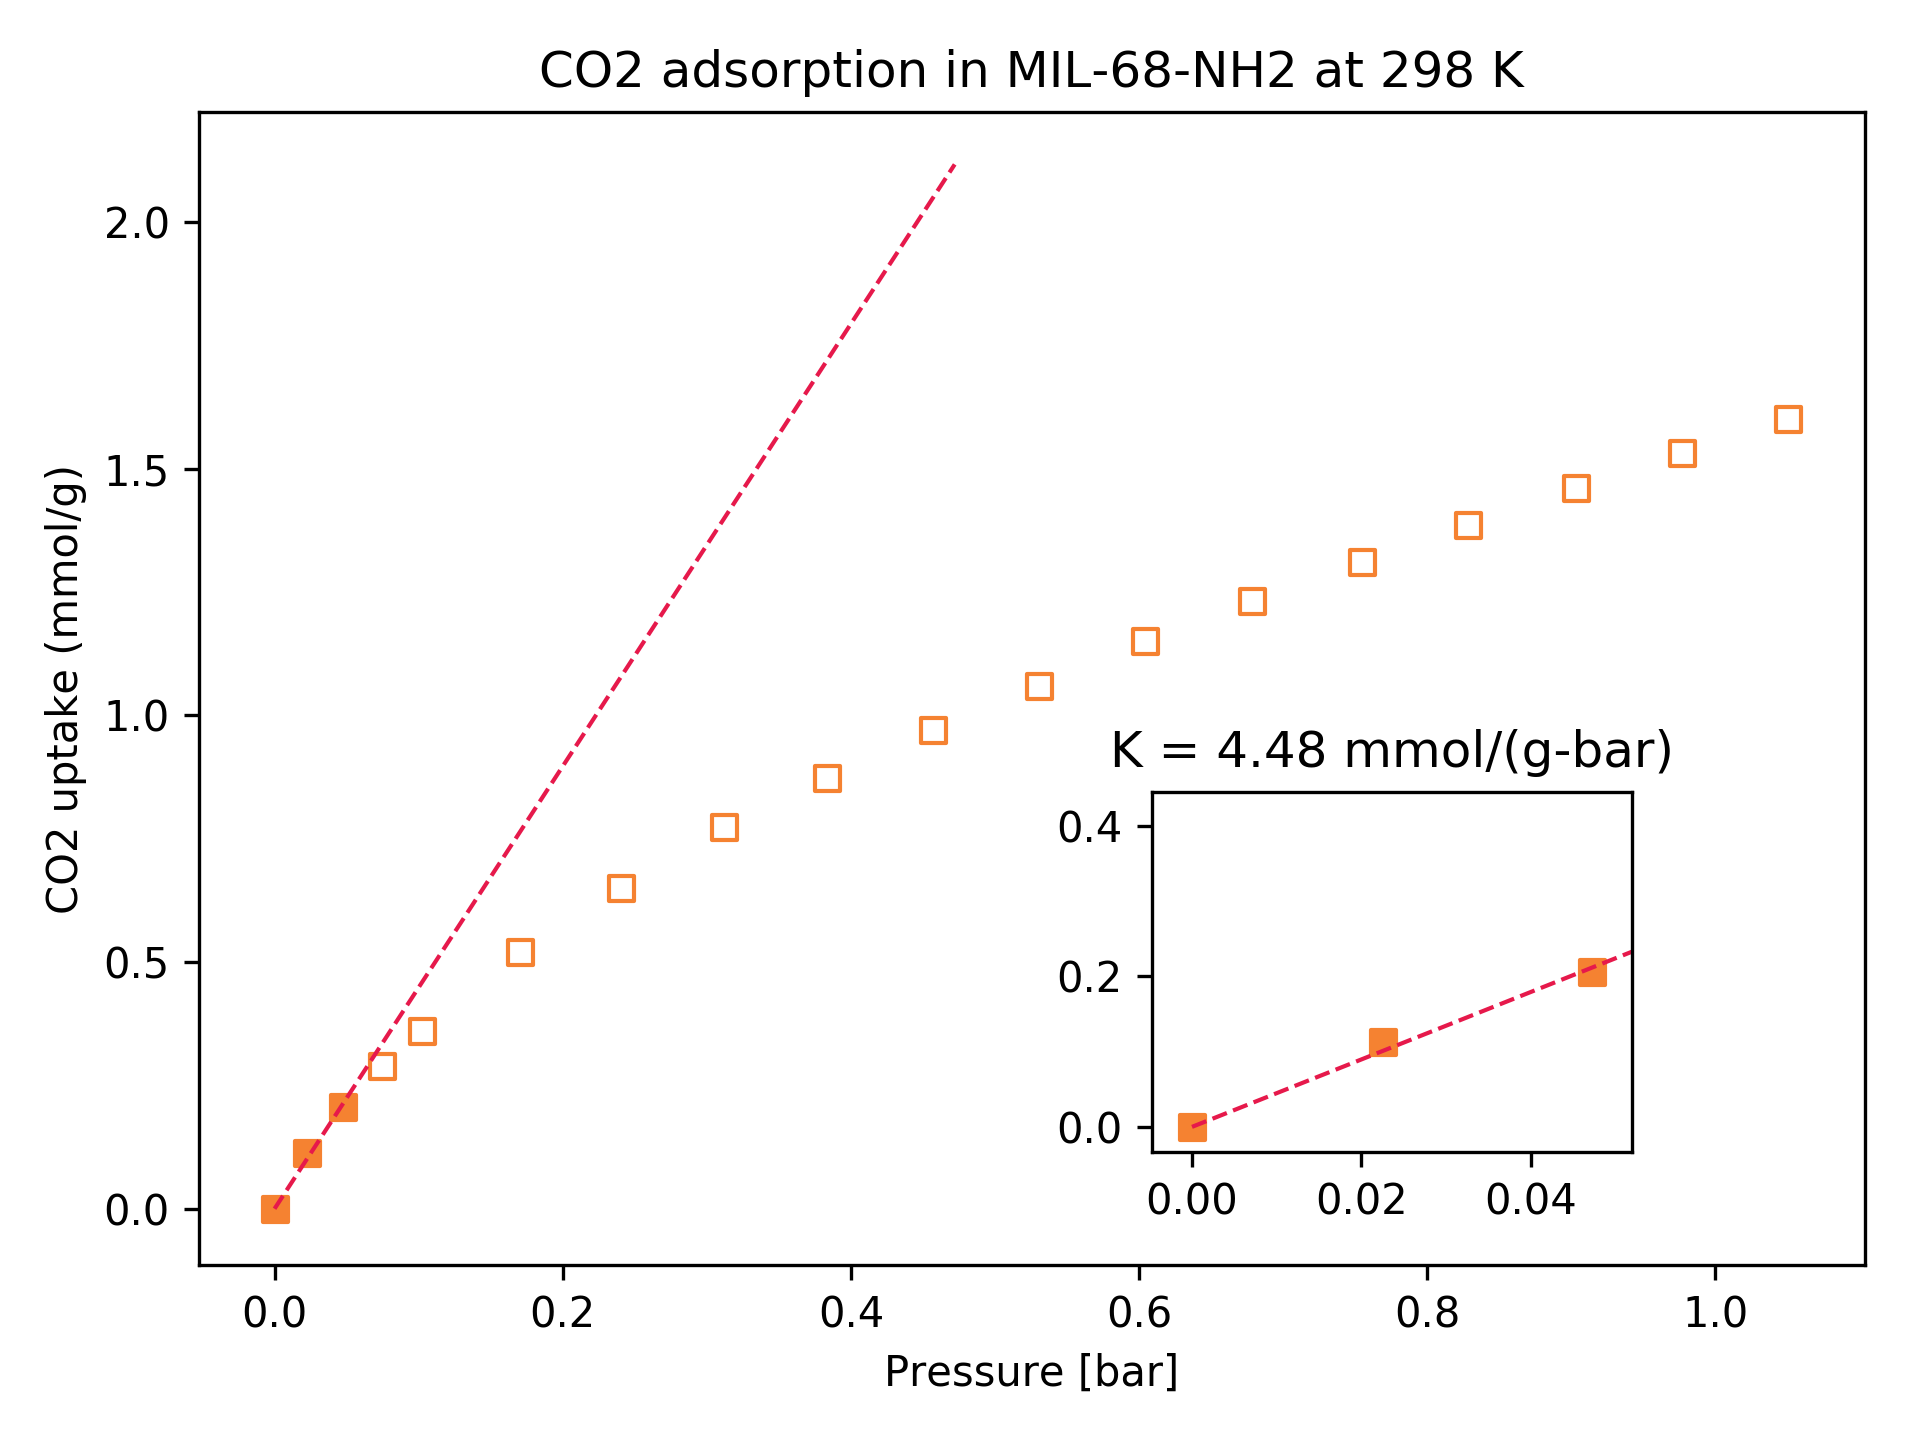 CO2 adsorption in MIL-68-NH2 at 298 K
CO2 uptake (mmol/g)
2.0
1.5
1.0
0.5
0.0
K = 4.48 mmol/(g-bar)
0.4
0.2
0.0
0.00 0.02 0.04
0.0 0.2 0.4 0.6 0.8 1.0
Pressure [bar]